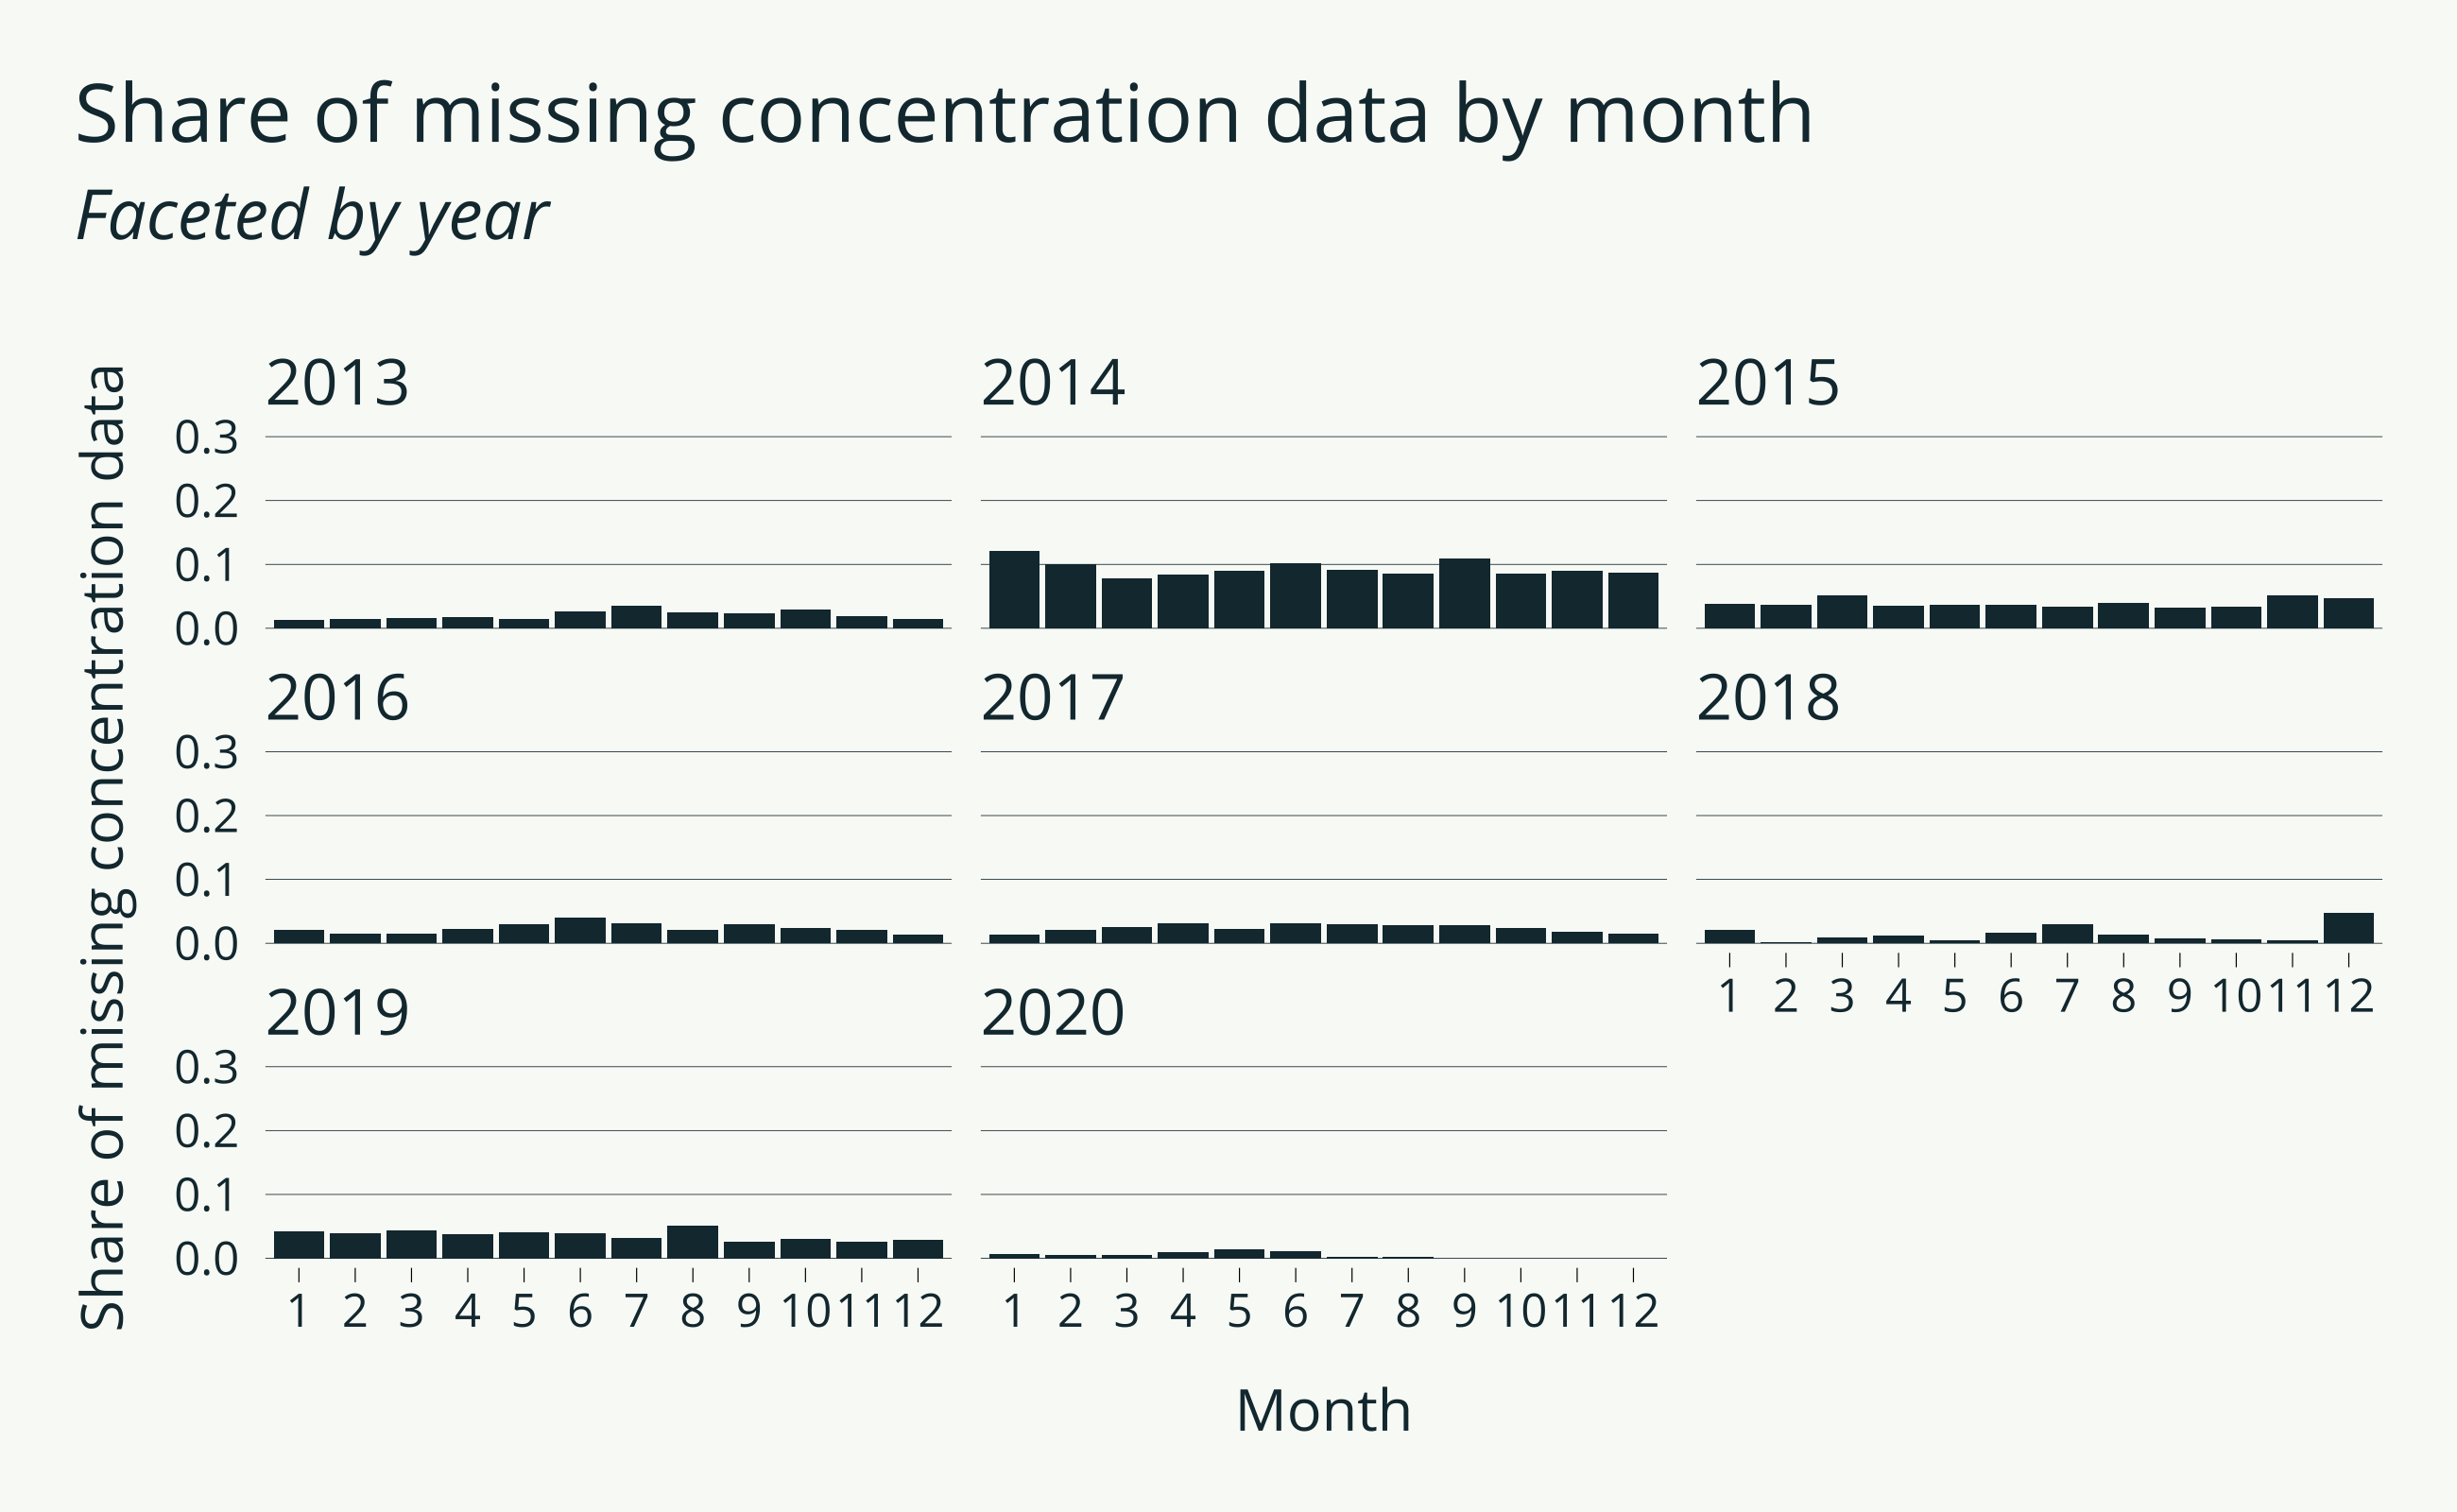 Share of missing concentration data by month
Faceted by year
Share of missing concentration data
2013
2014
2015
0.3
0.2
0.1
0.0
2016
2017
2018
0.3
0.2
0.1
0.0
1 2 3 4 5 6 7 8 9 10 11 12
2019
2020
0.3
0.2
0.1
0.0
1 2 3 4 5 6 7 8 9 10 11 12
1 2 3 4 5 6 7 8 9 10 11 12
Month